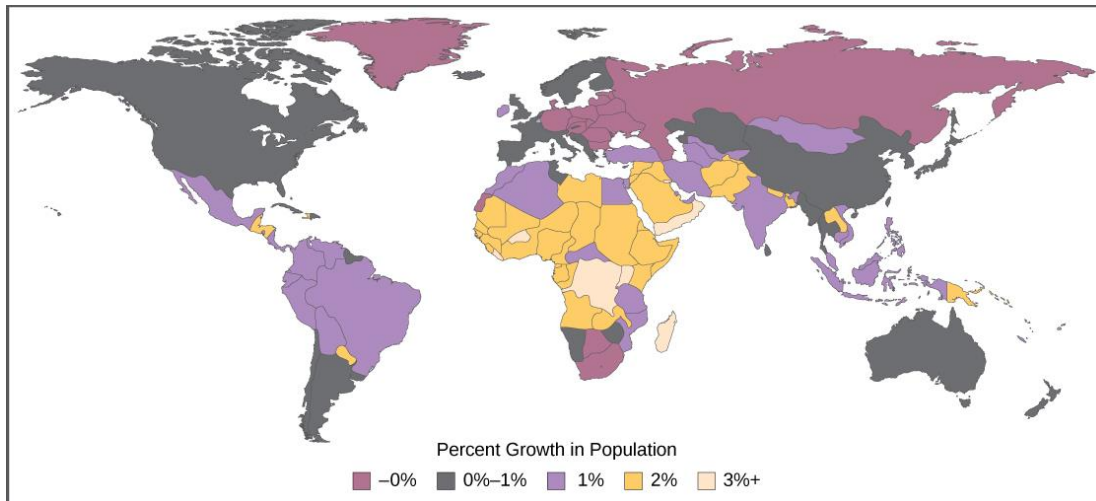 Percent Growth in Population
–0% 0%–1% 1% 2% 3%+